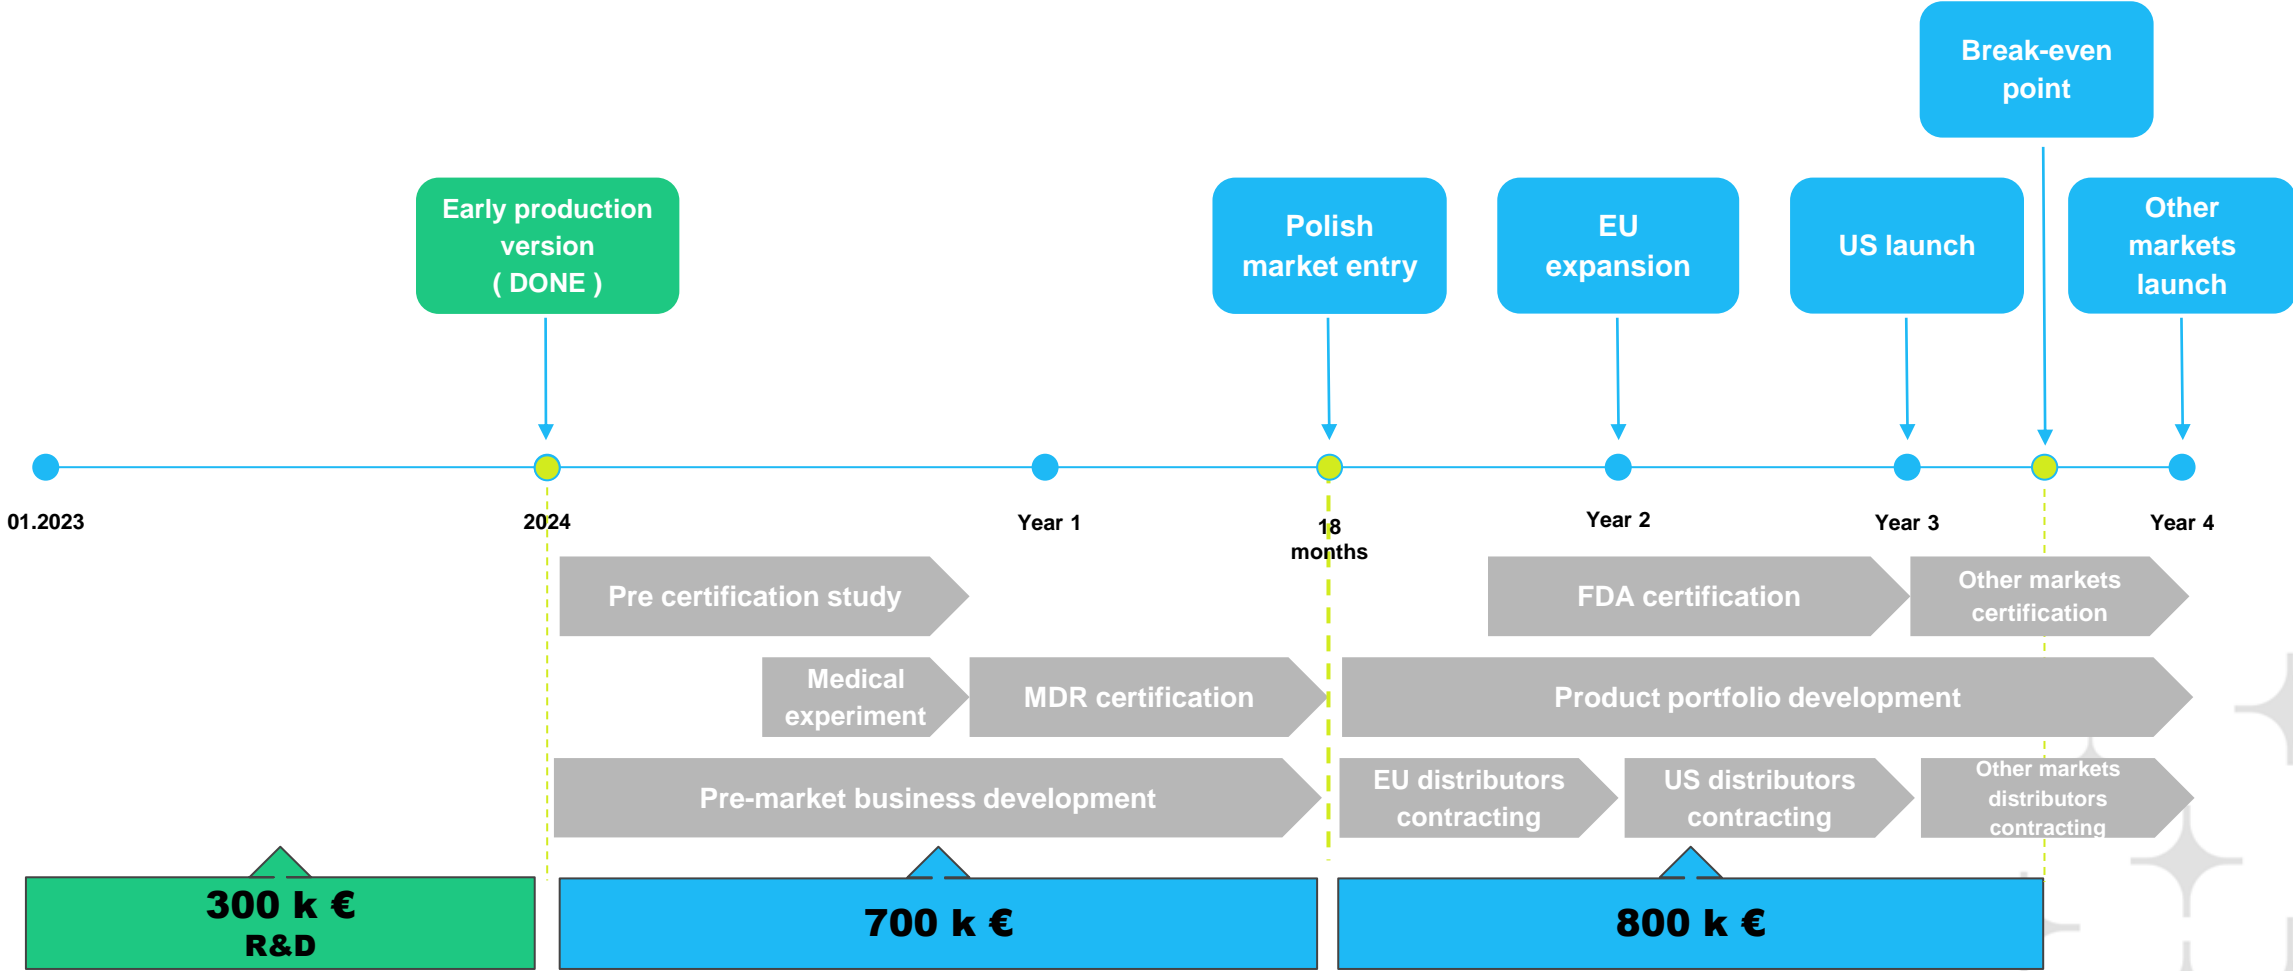 Break-even
point
Early production
version
( DONE )
Polish
market entry
EU
expansion
US launch
Other
markets
launch
01.2023
2024
Year 1
18
months
Year 2
Year 3
Year 4
Pre certification study
FDA certification
Other markets
certification
Medical
experiment
MDR certification
Product portfolio development
Pre-market business development
EU distributors
contracting
US distributors
contracting
Other markets
distributors
contracting
300 k €
R&D
700 k €
800 k €